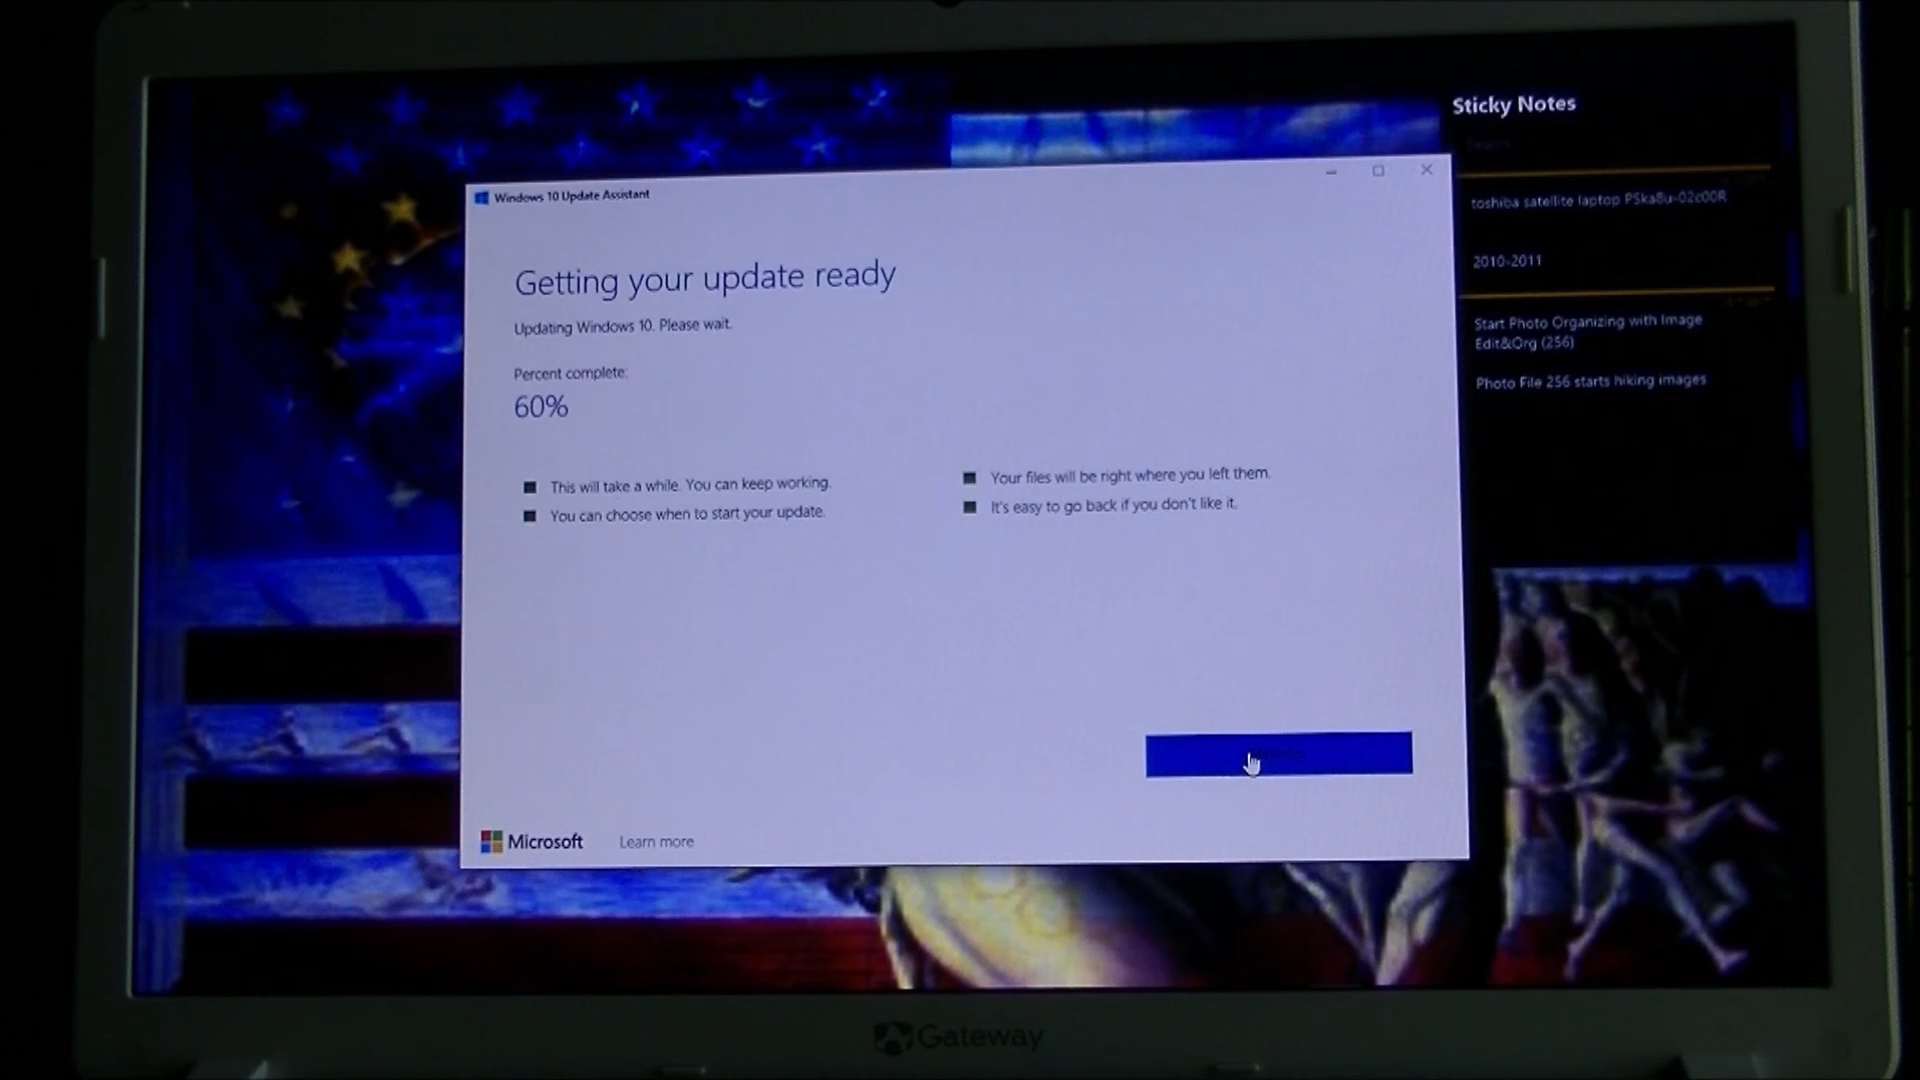 Sticky Notes
Windows 10 Update Assistant
toshiba satellite laptop PSka8u-02c00R
2010-2011
Getting your update ready
Updating Windows 10. Please wait.
Start Photo Organizing with Image
Edit&Org (256)
Photo File 256 starts hiking images
Percent complete:
60%
This will take a while. You can keep working.
You can choose when to start your update.
Your files will be right where you left them.
It's easy to go back if you don't like it.
Microsoft
Learn more
Gateway